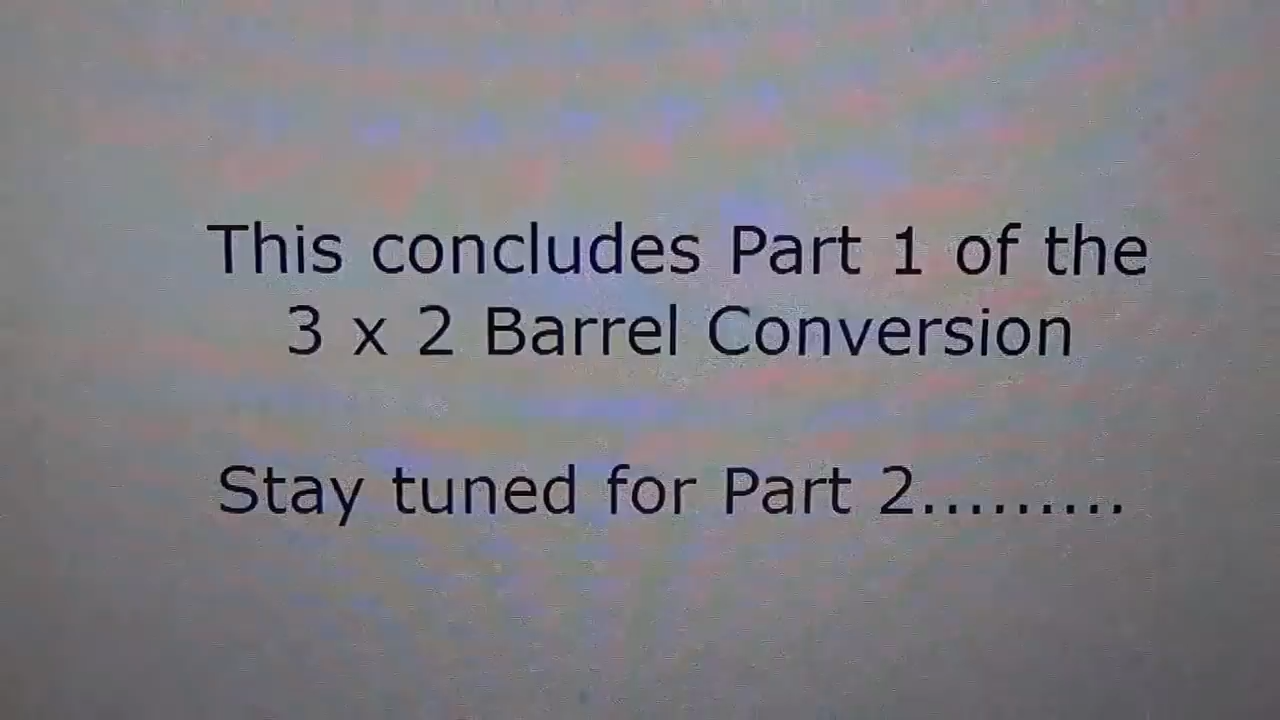 This concludes Part 1 of the
3 x 2 Barrel Conversion
Stay tuned for Part 2.........